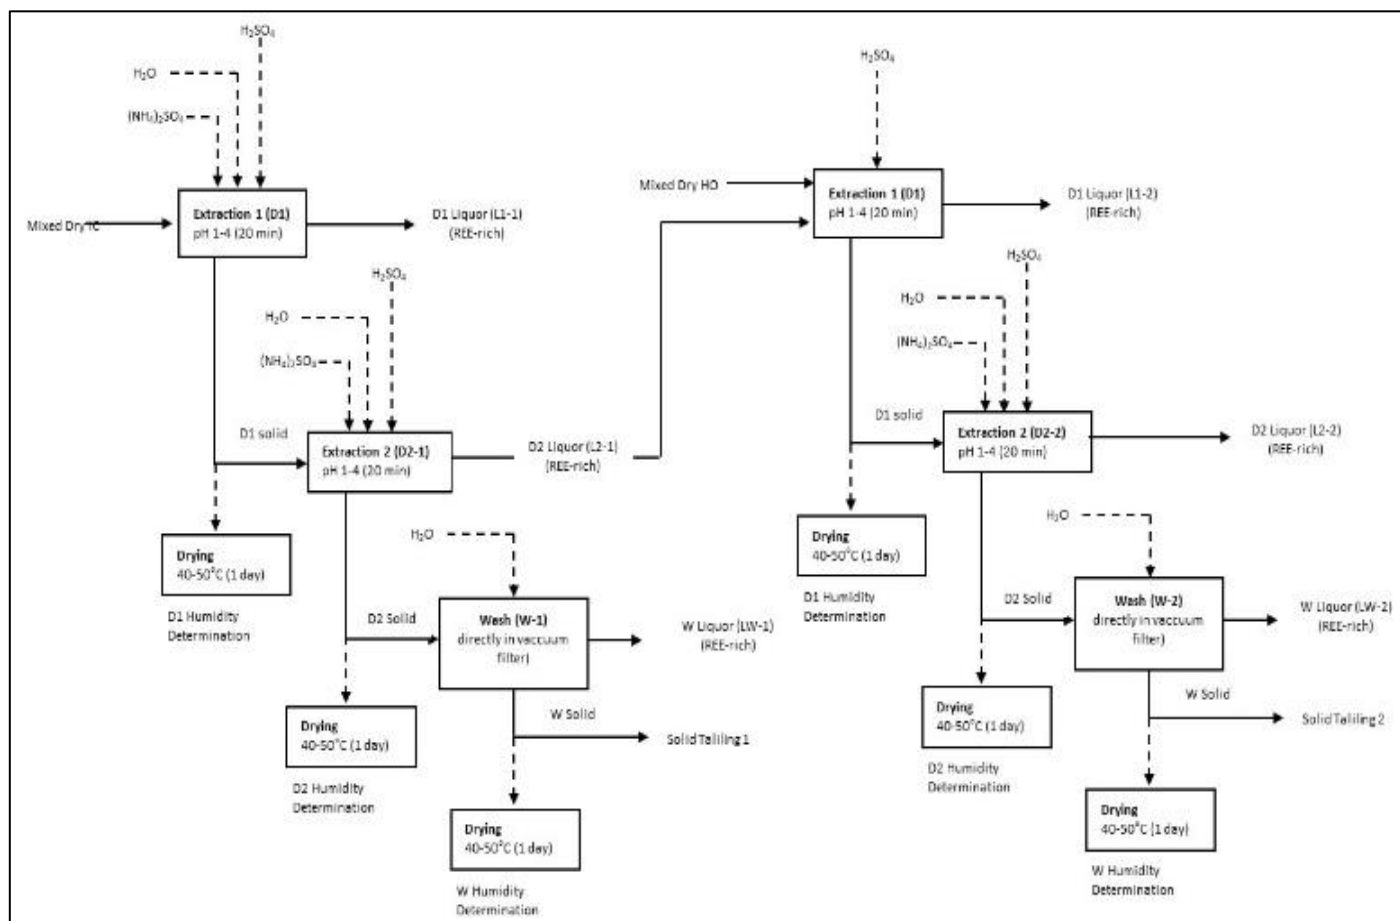 H₂SO₄
H₂O
(NH₄)₂SO₄
Mixed Dry IC
Extraction 1 (D1)
pH 1-4 (20 min)
D1 Liquor (L1-1)
(REE-rich)
H₂SO₄
H₂O
(NH₄)₂SO₄
D1 solid
Extraction 2 (D2-1)
pH 1-4 (20 min)
D2 Liquor (L2-1)
(REE-rich)
Drying
40-50°C (1 day)
D1 Humidity
Determination
H₂O
D2 Solid
Wash (W-1)
directly in vaccuum
filter)
W Liquor (LW-1)
(REE-rich)
Drying
40-50°C (1 day)
D2 Humidity
Determination
W Solid
Solid Taliling 1
Drying
40-50°C (1 day)
W Humidity
Determination
H₂SO₄
Mixed Dry HO
Extraction 1 (D1)
pH 1-4 (20 min)
D1 Liquor (L1-2)
(REE-rich)
H₂SO₄
H₂O
(NH₄)₂SO₄
D1 solid
Extraction 2 (D2-2)
pH 1-4 (20 min)
D2 Liquor (L2-2)
(REE-rich)
Drying
40-50°C (1 day)
D1 Humidity
Determination
H₂O
D2 Solid
Wash (W-2)
directly in vaccuum
filter)
W Liquor (LW-2)
(REE-rich)
Drying
40-50°C (1 day)
D2 Humidity
Determination
W Solid
Solid Taliling 2
Drying
40-50°C (1 day)
W Humidity
Determination